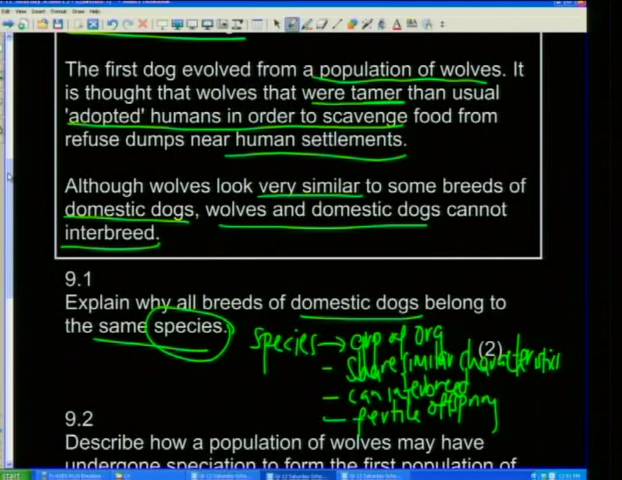 The first dog evolved from a population of wolves. It
is thought that wolves that were tamer than usual
'adopted' humans in order to scavenge food from
refuse dumps near human settlements.
Although wolves look very similar to some breeds of
domestic dogs, wolves and domestic dogs cannot
interbreed.
9.1
Explain why all breeds of domestic dogs belong to
the same species.
species → grp of org
(2)
- share similar characteristics
- can interbreed
- fertile offspring
9.2
Describe how a population of wolves may have
undergone speciation to form the first population of
start